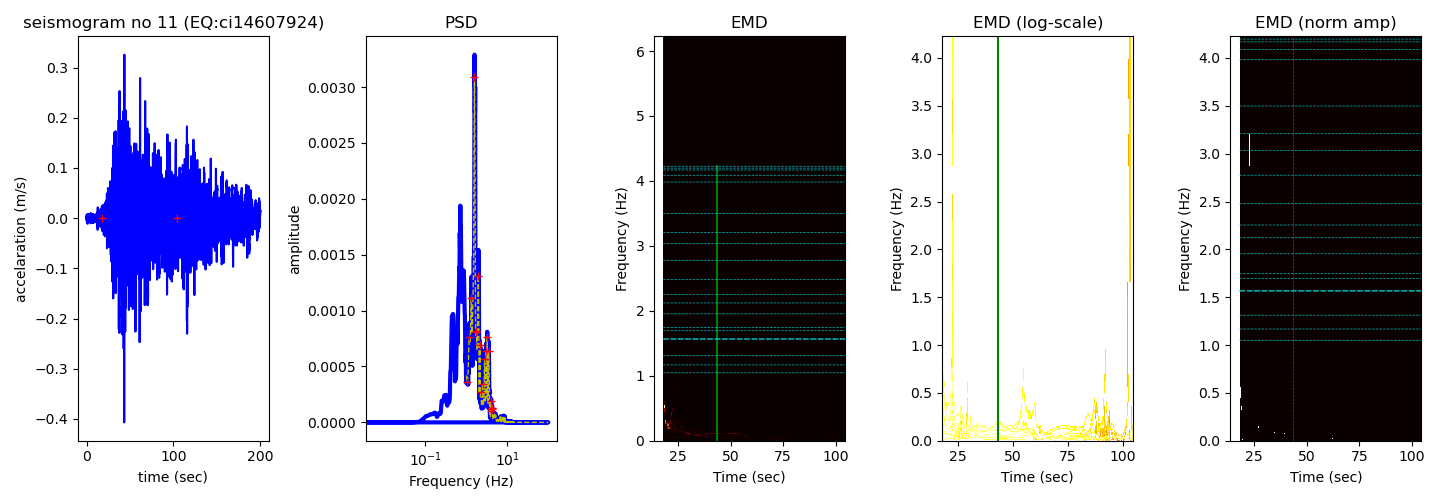 seismogram no 11 (EQ:ci14607924)
PSD
EMD
EMD (log-scale)
EMD (norm amp)
accelaration (m/s)
0.3
0.2
0.1
0.0
−0.1
−0.2
−0.3
−0.4
0 100 200
time (sec)
amplitude
0.0030
0.0025
0.0020
0.0015
0.0010
0.0005
0.0000
10−1 101
Frequency (Hz)
Frequency (Hz)
6
5
4
3
2
1
0
25 50 75 100
Time (sec)
Frequency (Hz)
4.0
3.5
3.0
2.5
2.0
1.5
1.0
0.5
0.0
25 50 75 100
Time (sec)
Frequency (Hz)
4.0
3.5
3.0
2.5
2.0
1.5
1.0
0.5
0.0
25 50 75 100
Time (sec)